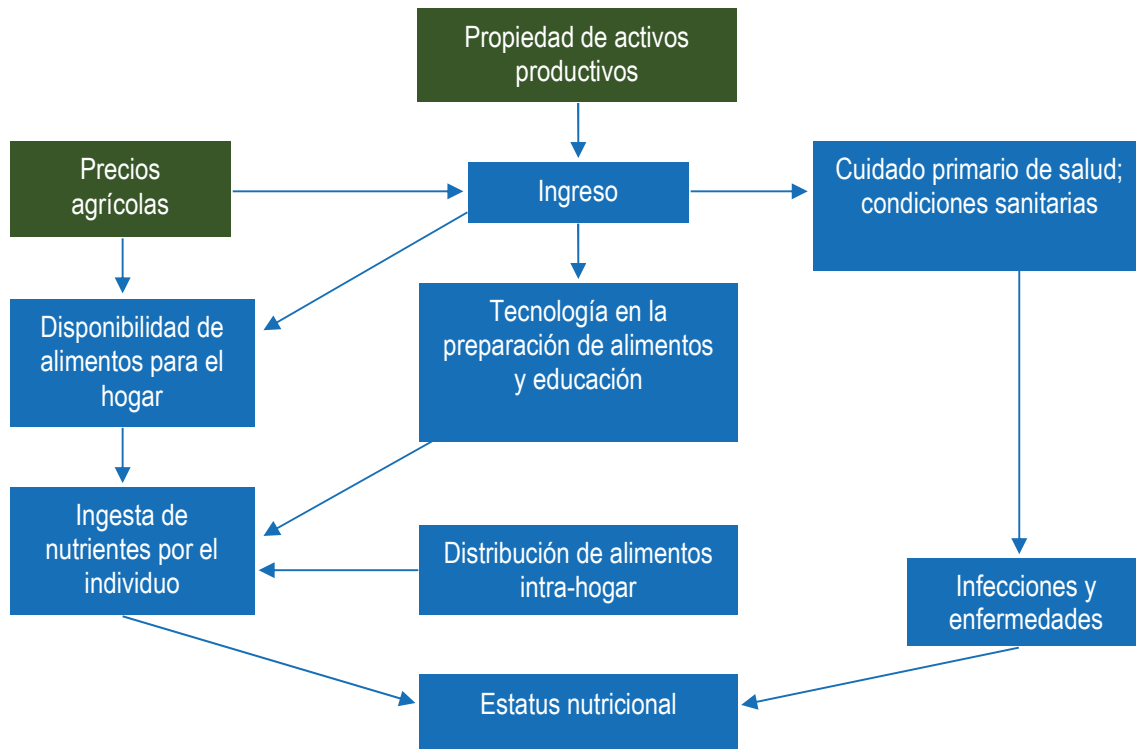 Propiedad de activos
productivos
Precios
agrícolas
Ingreso
Cuidado primario de salud;
condiciones sanitarias
Disponibilidad de
alimentos para el
hogar
Tecnología en la
preparación de alimentos
y educación
Ingesta de
nutrientes por el
individuo
Distribución de alimentos
intra-hogar
Infecciones y
enfermedades
Estatus nutricional